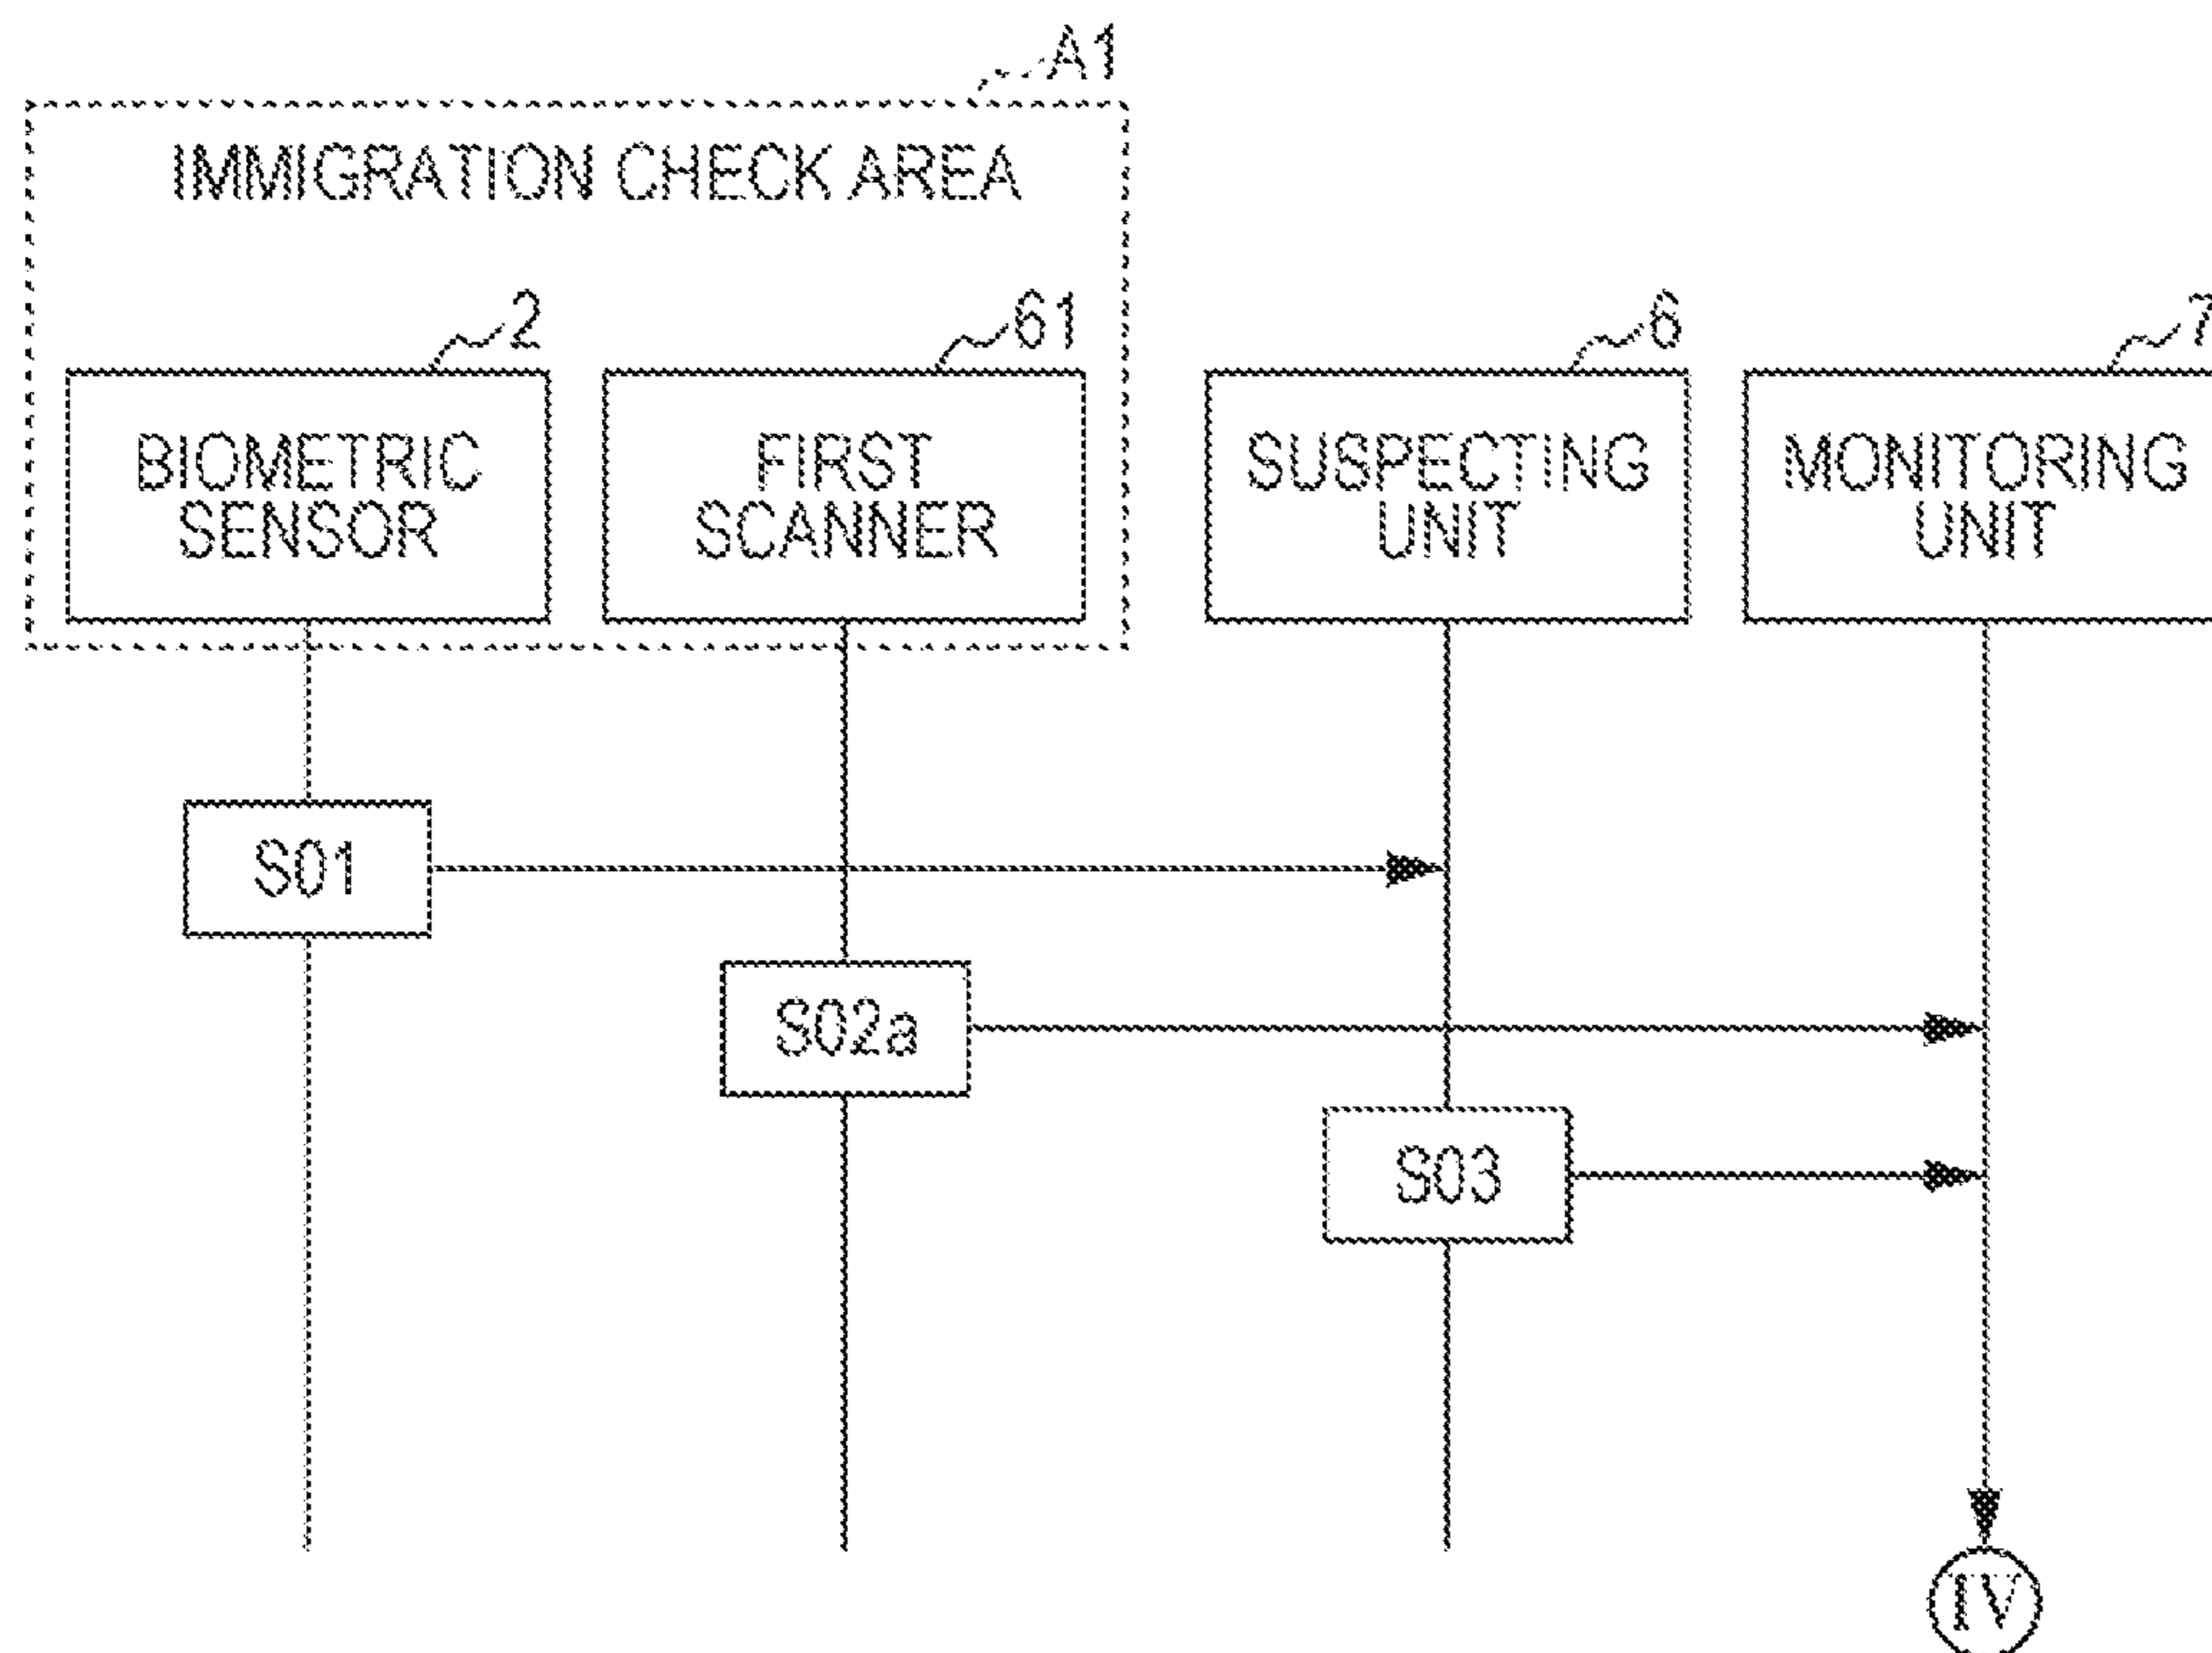 A1
IMMIGRATION CHECK AREA
2
61
6
7
BIOMETRIC
SENSOR
FIRST
SCANNER
SUSPECTING
UNIT
MONITORING
UNIT
S01
S02a
S03
IV